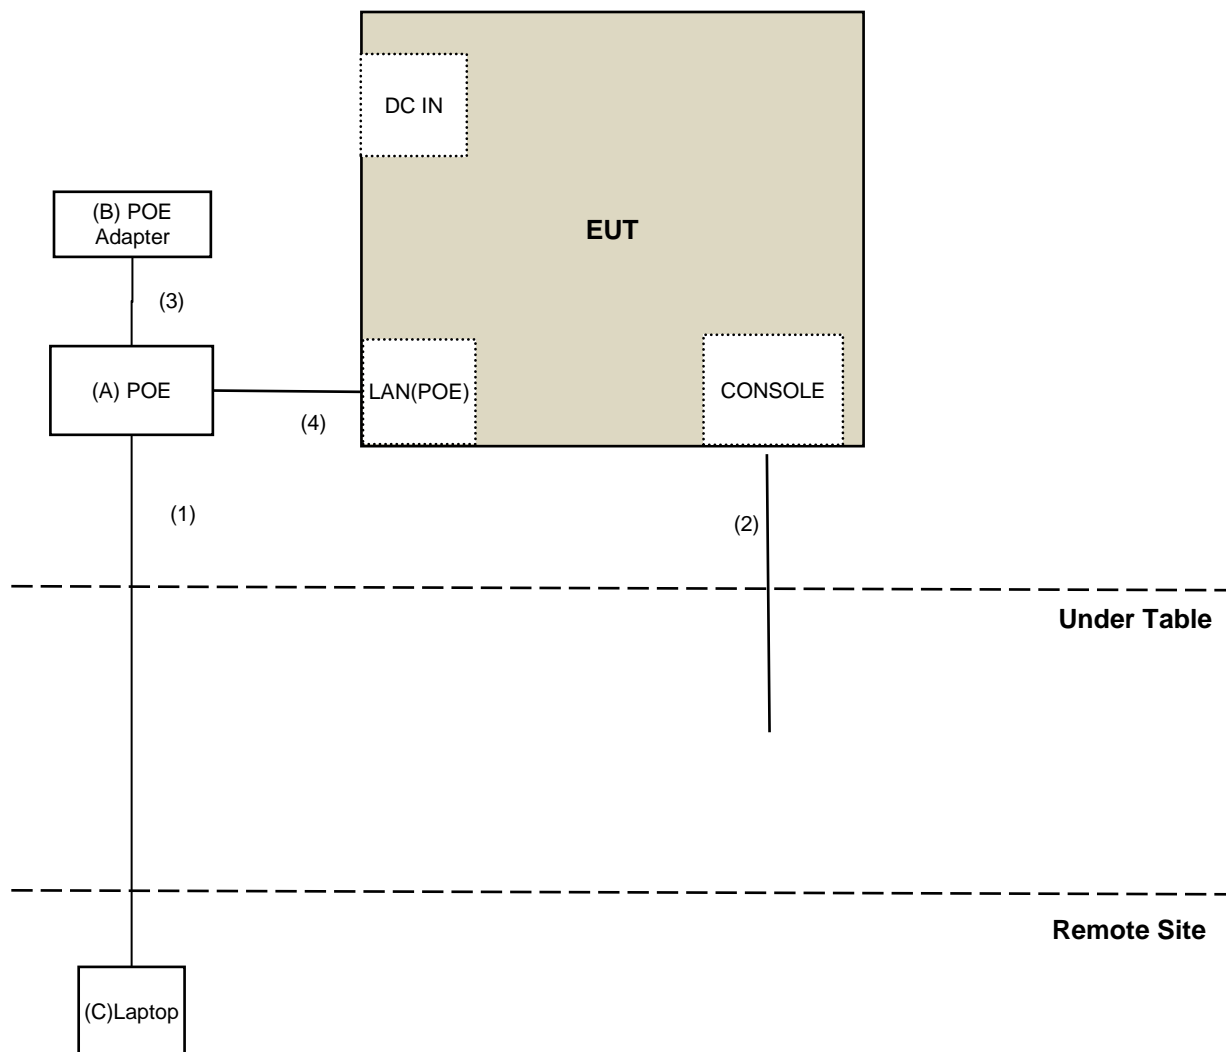 DC IN
(B) POE
Adapter
EUT
(3)
(A) POE
LAN(POE)
CONSOLE
(4)
(1)
(2)
Under Table
Remote Site
(C)Laptop